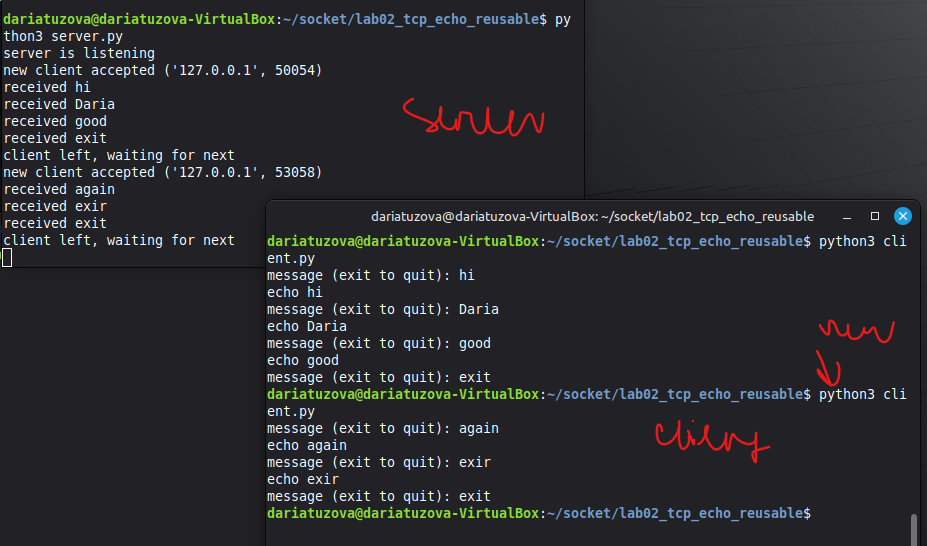 dariatuzova@dariatuzova-VirtualBox:~/socket/lab02_tcp_echo_reusable$ py
thon3 server.py
server is listening
new client accepted ('127.0.0.1', 50054)
received hi
received Daria
received good
received exit
client left, waiting for next
new client accepted ('127.0.0.1', 53058)
received again
received exir
received exit
client left, waiting for next
server
dariatuzova@dariatuzova-VirtualBox: ~/socket/lab02_tcp_echo_reusable
dariatuzova@dariatuzova-VirtualBox:~/socket/lab02_tcp_echo_reusable$ python3 cli
ent.py
message (exit to quit): hi
echo hi
message (exit to quit): Daria
echo Daria
message (exit to quit): good
echo good
message (exit to quit): exit
dariatuzova@dariatuzova-VirtualBox:~/socket/lab02_tcp_echo_reusable$ python3 cli
ent.py
message (exit to quit): again
echo again
message (exit to quit): exir
echo exir
message (exit to quit): exit
dariatuzova@dariatuzova-VirtualBox:~/socket/lab02_tcp_echo_reusable$
client